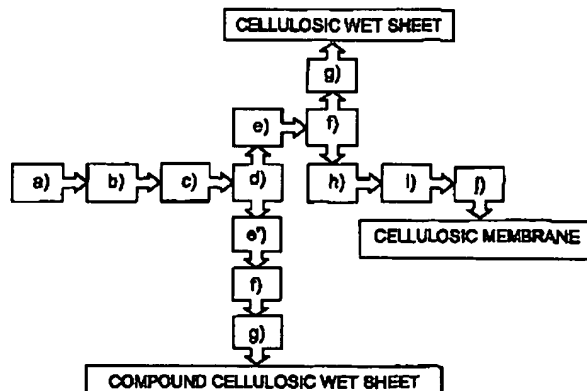 CELLULOSIC WET SHEET
g)
e)
f)
a)
b)
c)
d)
h)
i)
j)
e')
CELLULOSIC MEMBRANE
f)
g)
COMPOUND CELLULOSIC WET SHEET